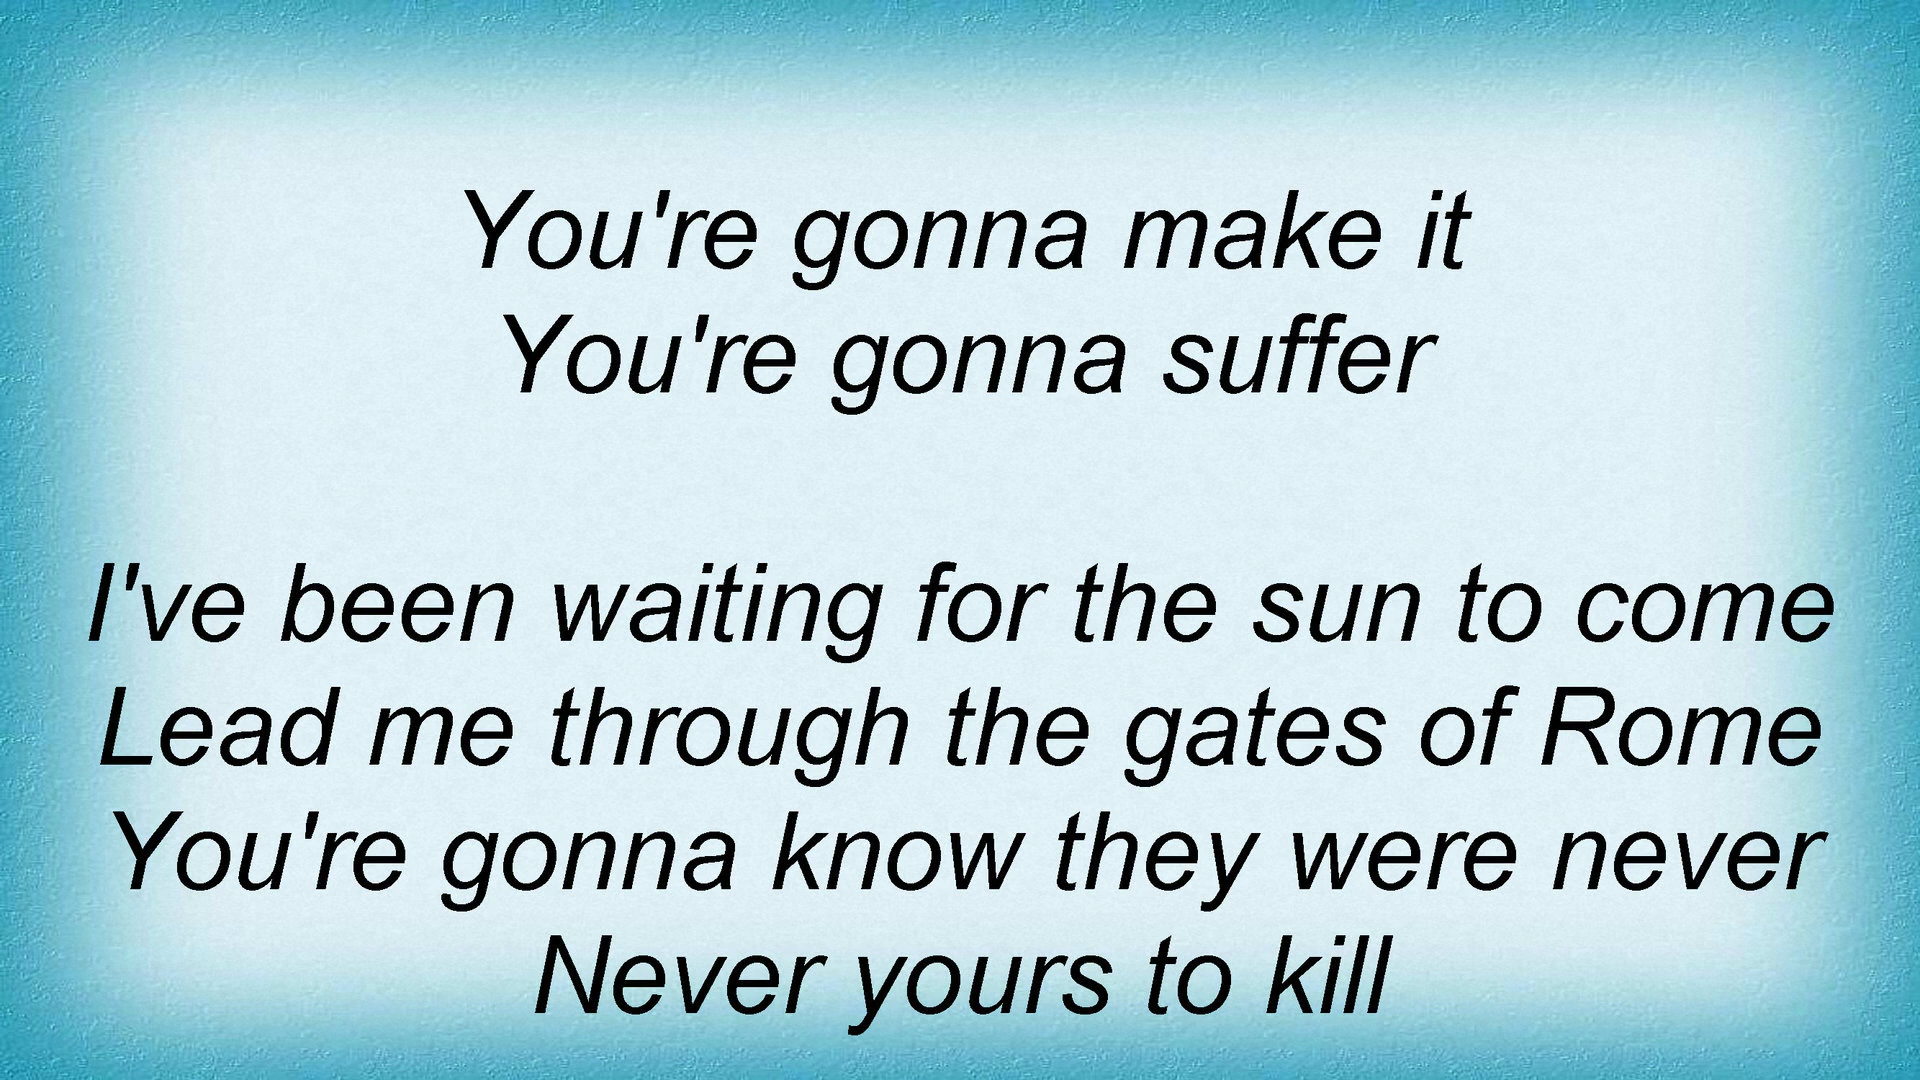 You're gonna make it
You're gonna suffer
I've been waiting for the sun to come
Lead me through the gates of Rome
You're gonna know they were never
Never yours to kill